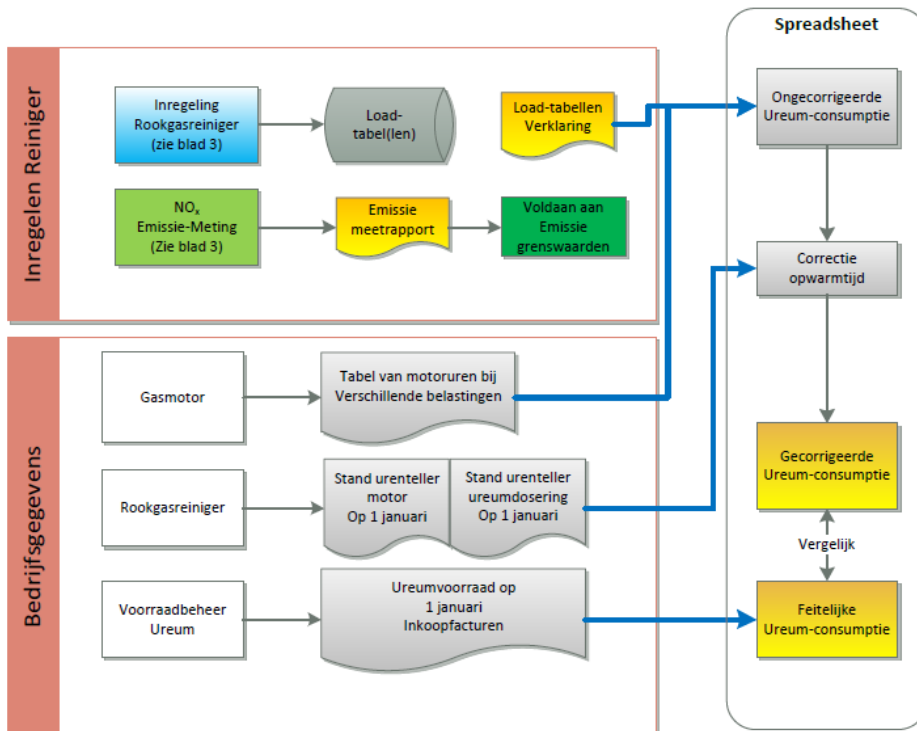 Spreadsheet
Inregelen Reiniger
Inregeling
Rookgasreiniger
(zie blad 3)
Load-
tabel(len)
Load-tabellen
Verklaring
Ongecorrigeerde
Ureum-consumptie
NOₓ
Emissie-Meting
(Zie blad 3)
Emissie
meetrapport
Voldaan aan
Emissie
grenswaarden
Correctie
opwarmtijd
Bedrijfsgegevens
Gasmotor
Tabel van motoruren bij
Verschillende belastingen
Gecorrigeerde
Ureum-consumptie
Rookgasreiniger
Stand urenteller
motor
Op 1 januari
Stand urenteller
ureumdosering
Op 1 januari
Vergelijk
Voorraadbeheer
Ureum
Ureumvoorraad op
1 januari
Inkoopfacturen
Feitelijke
Ureum-consumptie